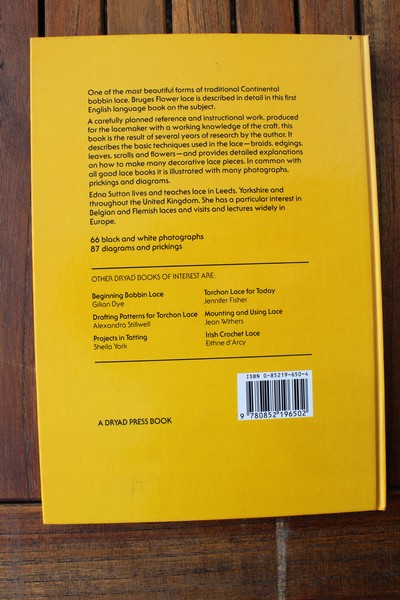 One of the most beautiful forms of traditional Continental
bobbin lace, Bruges Flower lace is described in detail in this first
English language book on the subject.
A carefully planned reference and instructional work, produced
for the lacemaker with a working knowledge of the craft, this
book is the result of several years of research by the author. It
describes the basic techniques used in the lace—braids, edgings,
leaves, scrolls and flowers—and provides detailed explanations
on how to make many decorative lace pieces. In common with
all good lace books it is illustrated with many photographs,
prickings and diagrams.
Edna Sutton lives and teaches lace in Leeds, Yorkshire and
throughout the United Kingdom. She has a particular interest in
Belgian and Flemish laces and visits and lectures widely in
Europe.
66 black and white photographs
87 diagrams and prickings
OTHER DRYAD BOOKS OF INTEREST ARE:
Beginning Bobbin Lace
Gilian Dye
Drafting Patterns for Torchon Lace
Alexandra Stillwell
Projects in Tatting
Sheila York
Torchon Lace for Today
Jennifer Fisher
Mounting and Using Lace
Jean Withers
Irish Crochet Lace
Eithne d'Arcy
ISBN 0-85219-650-4
9 780852 196502
A DRYAD PRESS BOOK